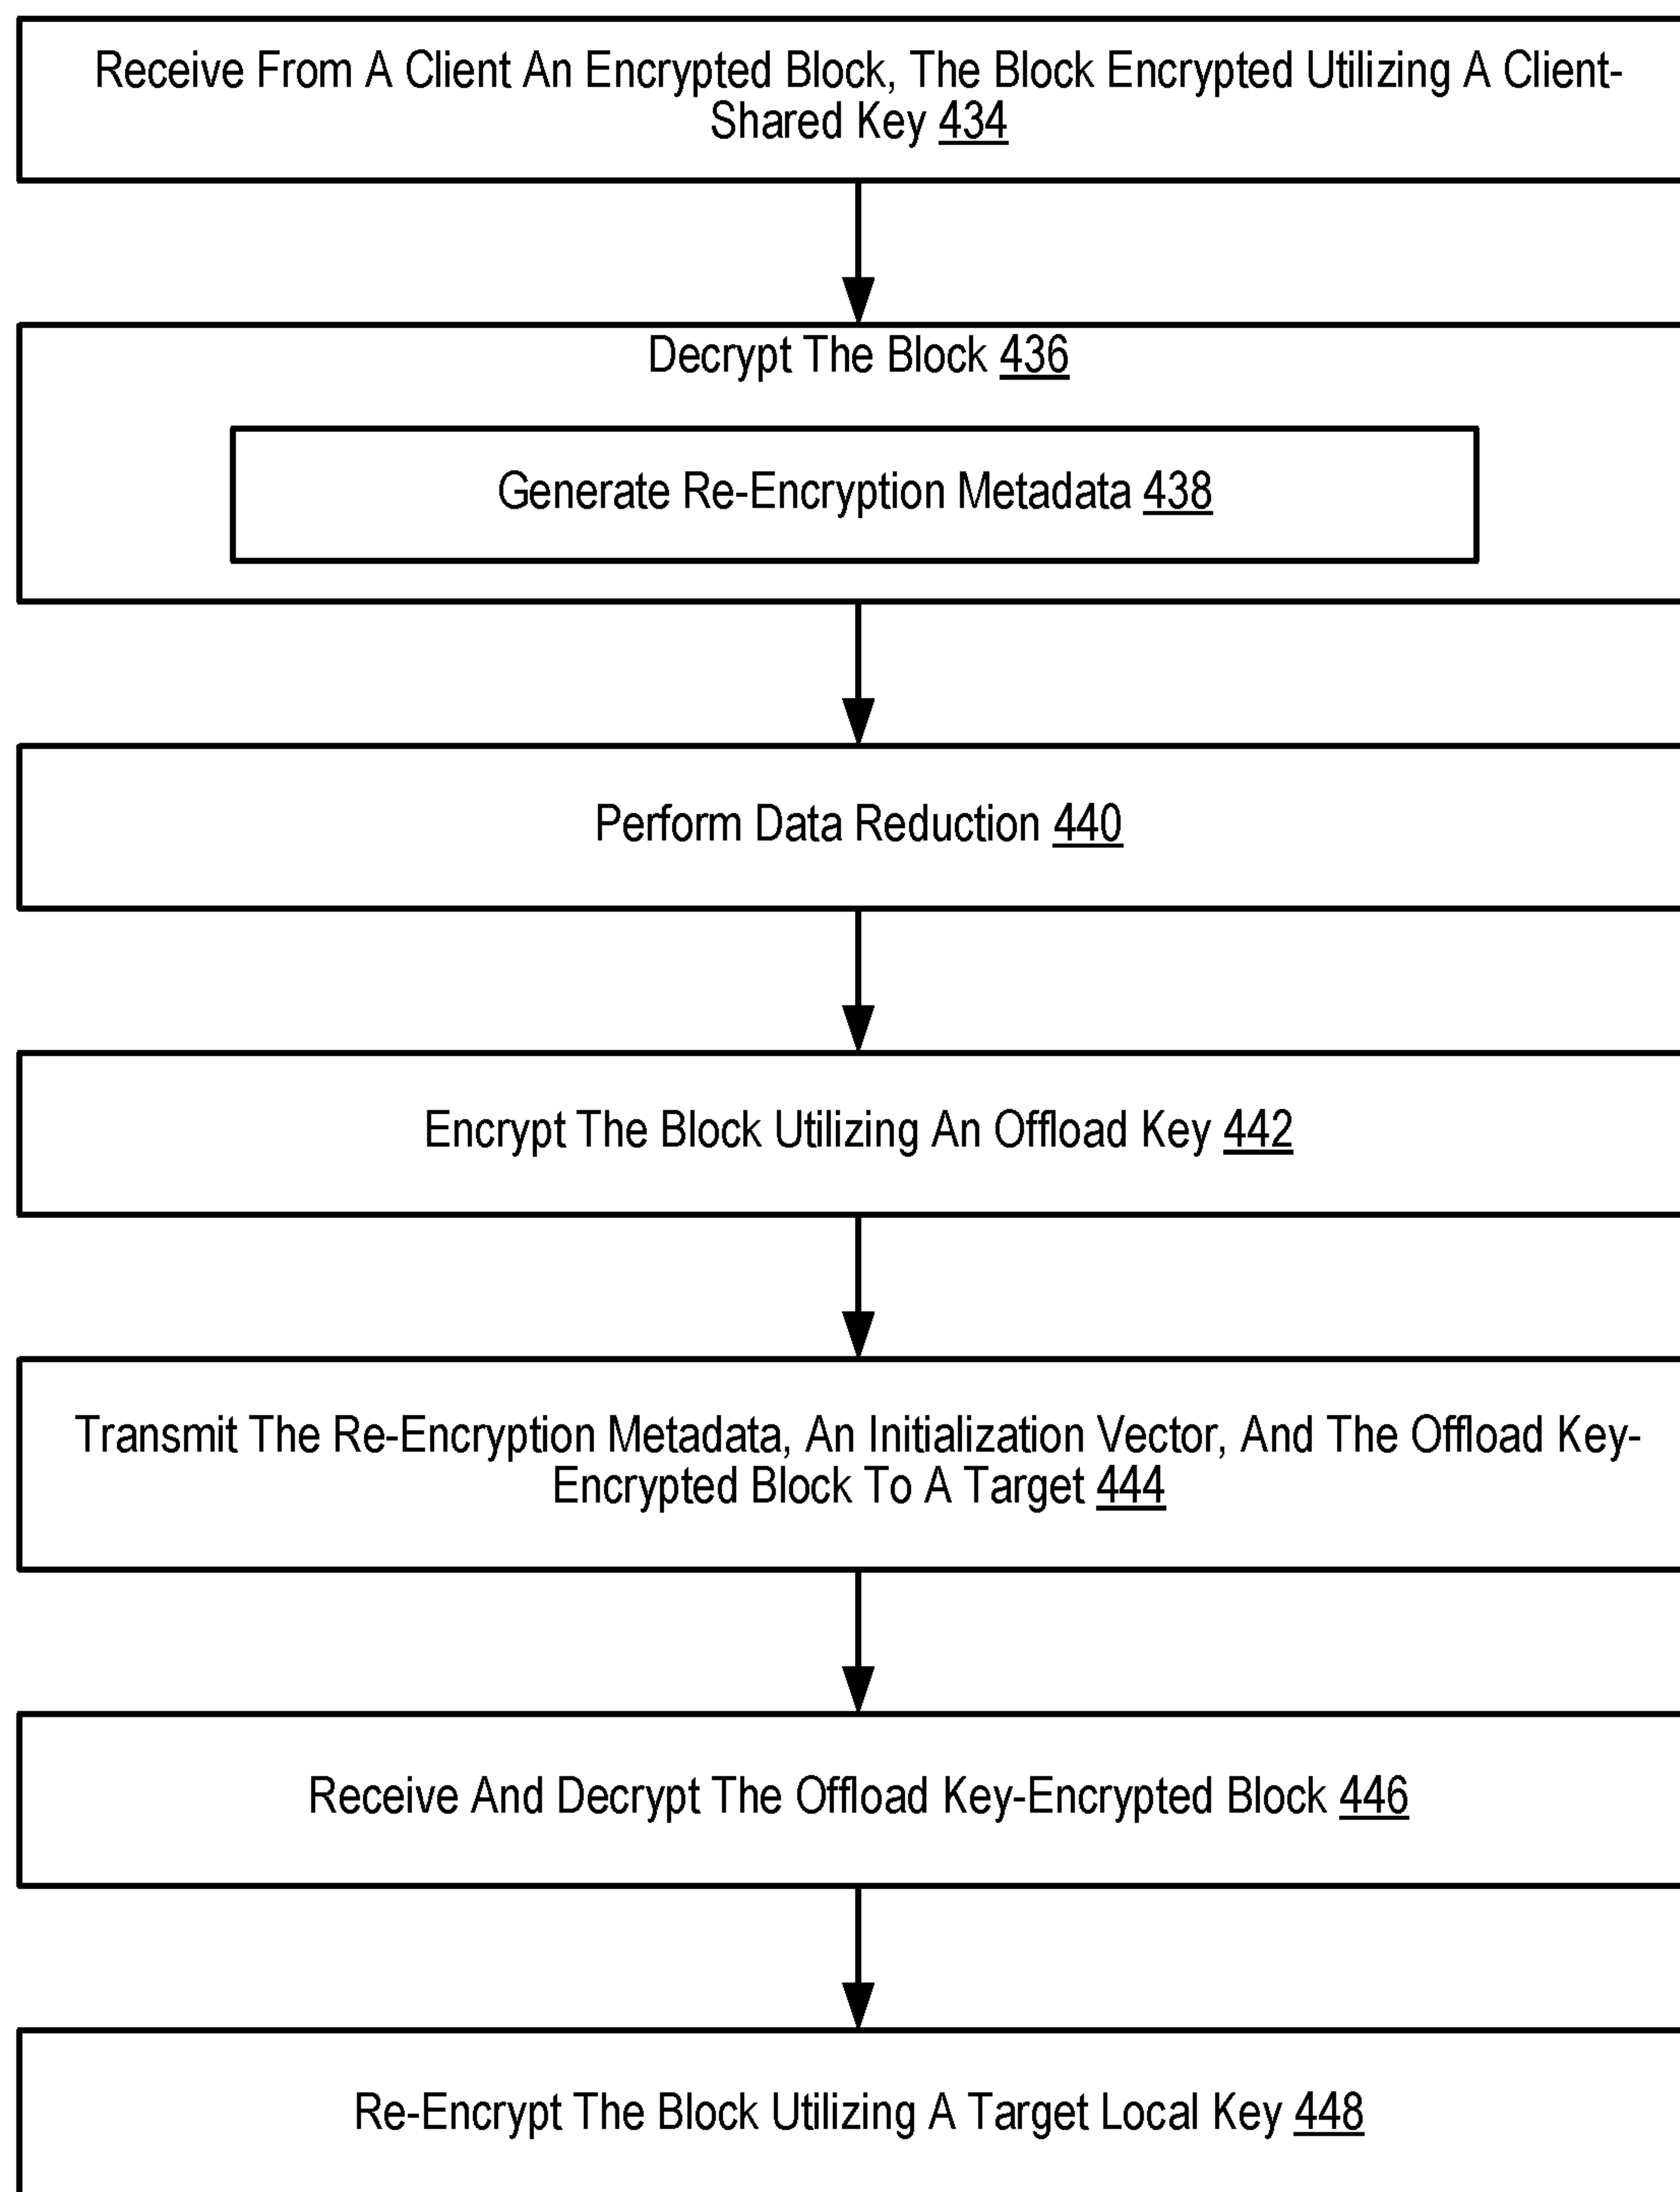 Receive From A Client An Encrypted Block, The Block Encrypted Utilizing A Client-
Shared Key 434
Decrypt The Block 436
Generate Re-Encryption Metadata 438
Perform Data Reduction 440
Encrypt The Block Utilizing An Offload Key 442
Transmit The Re-Encryption Metadata, An Initialization Vector, And The Offload Key-
Encrypted Block To A Target 444
Receive And Decrypt The Offload Key-Encrypted Block 446
Re-Encrypt The Block Utilizing A Target Local Key 448